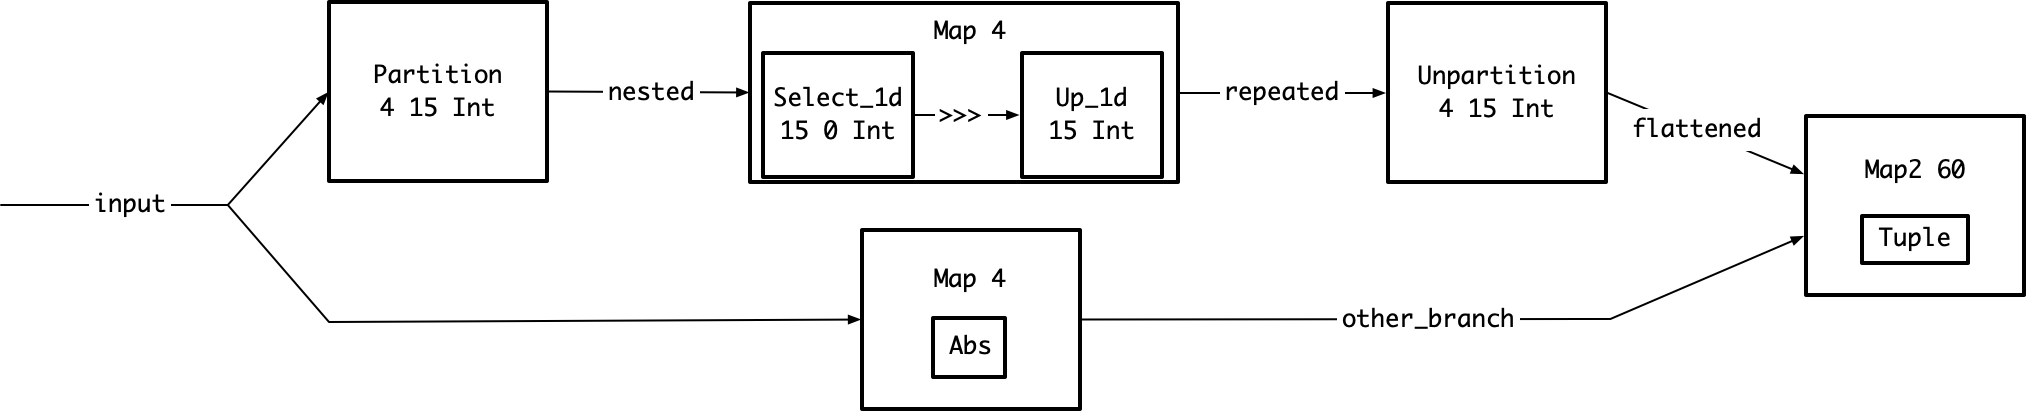 input
Partition
4 15 Int
nested
Map 4
Select_1d
15 0 Int
>>>
Up_1d
15 Int
repeated
Unpartition
4 15 Int
flattened
Map 4
Abs
other_branch
Map2 60
Tuple